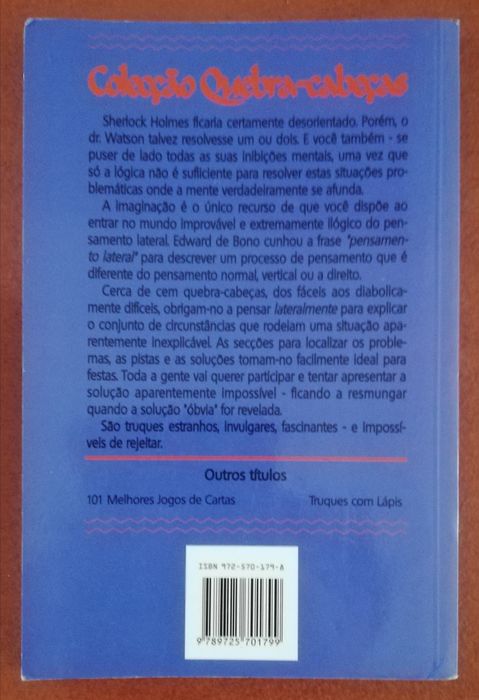 Colecção Quebra-cabeças
Sherlock Holmes ficaria certamente desorientado. Porém, o
dr. Watson talvez resolvesse um ou dois. E você também - se
puser de lado todas as suas inibições mentais, uma vez que
só a lógica não é suficiente para resolver estas situações pro-
blemáticas onde a mente verdadeiramente se afunda.
A imaginação é o único recurso de que você dispõe ao
entrar no mundo improvável e extremamente ilógico do pen-
samento lateral. Edward de Bono cunhou a frase "pensamen-
to lateral" para descrever um processo de pensamento que é
diferente do pensamento normal, vertical ou a direito.
Cerca de cem quebra-cabeças, dos fáceis aos diabolica-
mente difíceis, obrigam-no a pensar lateralmente para explicar
o conjunto de circunstâncias que rodeiam uma situação apa-
rentemente inexplicável. As secções para localizar os proble-
mas, as pistas e as soluções tornam-no facilmente ideal para
festas. Toda a gente vai querer participar e tentar apresentar a
solução aparentemente impossível - ficando a resmungar
quando a solução "óbvia" for revelada.
São truques estranhos, invulgares, fascinantes - e impossí-
veis de rejeitar.
Outros títulos
101 Melhores Jogos de Cartas Truques com Lápis
ISBN 972-570-179-8
9 789725 701799